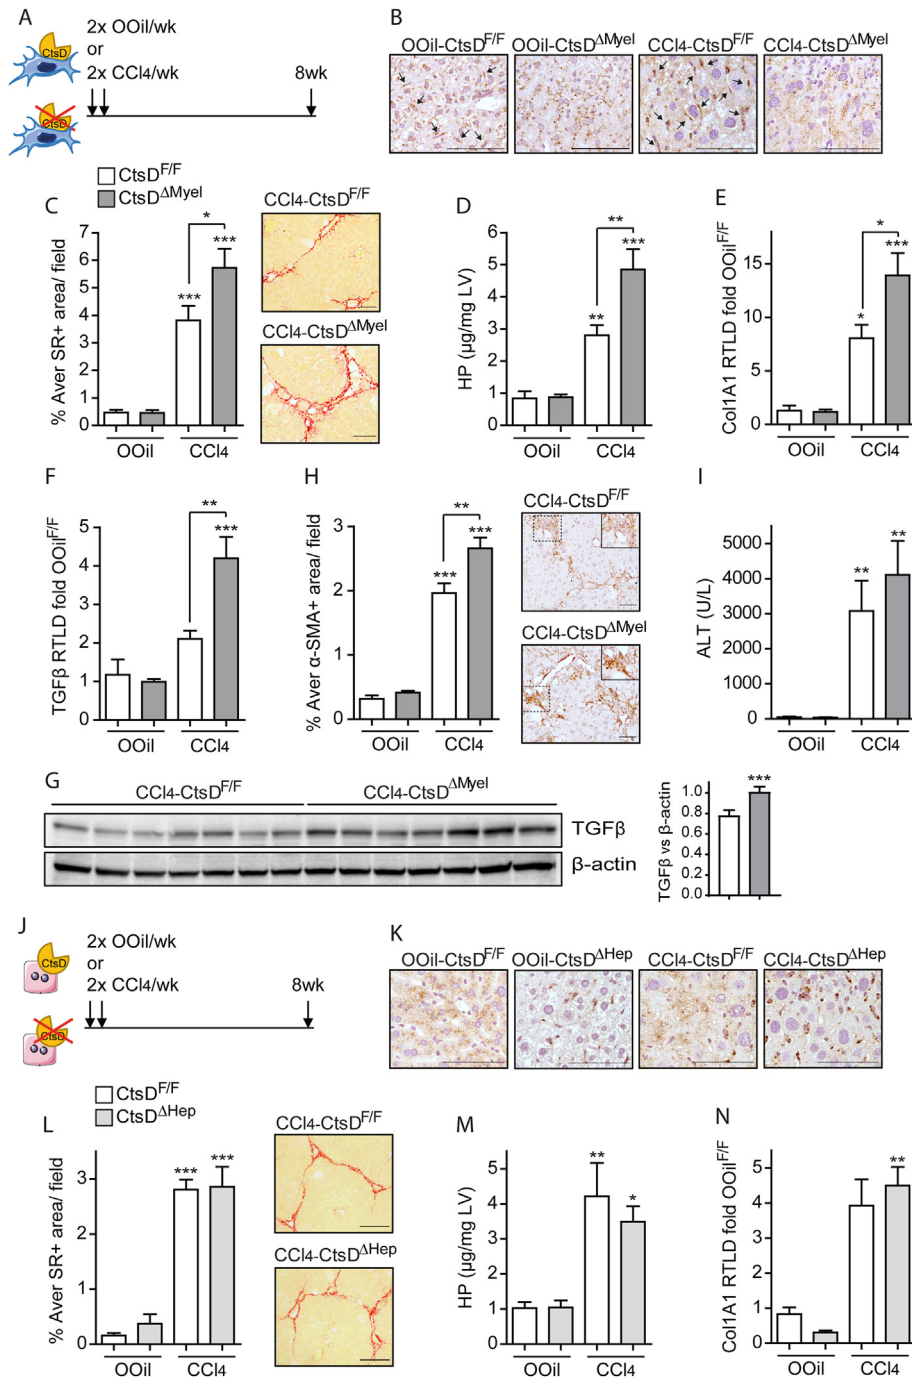 A
CtsD
CtsD
2x OOil/wk
or
2x CCl4/wk
8wk
B
OOil-CtsD^F/F
OOil-CtsD^ΔMyel
CCl4-CtsD^F/F
CCl4-CtsD^ΔMyel
CtsD^F/F
CtsD^ΔMyel
C
% Aver SR+ area/ field
7
6
5
4
3
2
1
0
***
*
***
OOil
CCl4
CCl4-CtsD^F/F
CCl4-CtsD^ΔMyel
D
HP (µg/mg LV)
6
5
4
3
2
1
0
**
**
***
OOil
CCl4
E
Col1A1 RTLD fold OOil^F/F
15
10
5
0
*
*
***
OOil
CCl4
F
TGFβ RTLD fold OOil^F/F
5
4
3
2
1
0
**
***
OOil
CCl4
H
% Aver α-SMA+ area/ field
3
2
1
0
***
**
***
OOil
CCl4
CCl4-CtsD^F/F
CCl4-CtsD^ΔMyel
I
ALT (U/L)
5000
4000
3000
2000
1000
0
**
**
OOil
CCl4
G
CCl4-CtsD^F/F
CCl4-CtsD^ΔMyel
TGFβ
β-actin
TGFβ vs β-actin
1.0
0.8
0.6
0.4
0.2
0.0
***
J
CtsD
CtsD
2x OOil/wk
or
2x CCl4/wk
8wk
K
OOil-CtsD^F/F
OOil-CtsD^ΔHep
CCl4-CtsD^F/F
CCl4-CtsD^ΔHep
CtsD^F/F
CtsD^ΔHep
L
% Aver SR+ area/ field
3
2
1
0
***
***
OOil
CCl4
CCl4-CtsD^F/F
CCl4-CtsD^ΔHep
M
HP (µg/mg LV)
5
4
3
2
1
0
**
*
OOil
CCl4
N
Col1A1 RTLD fold OOil^F/F
5
4
3
2
1
0
**
OOil
CCl4